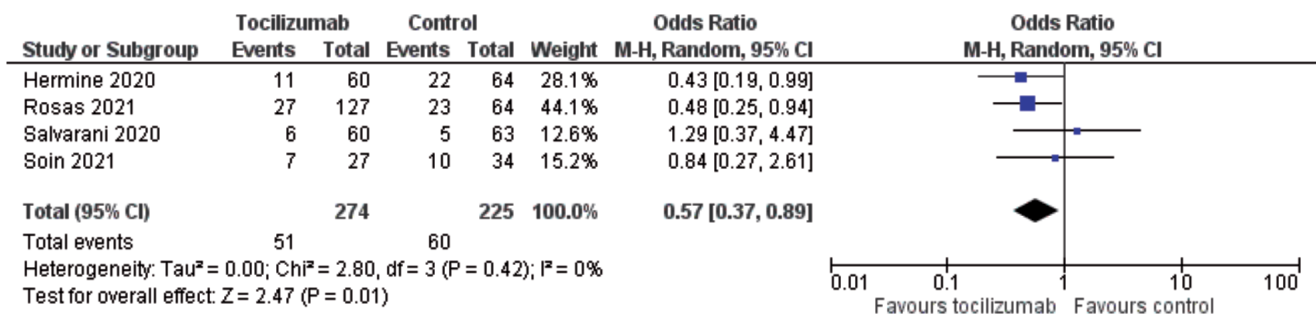 Tocilizumab Control Odds Ratio Odds Ratio
Study or Subgroup Events Total Events Total Weight M-H, Random, 95% CI M-H, Random, 95% CI
Hermine 2020 11 60 22 64 28.1% 0.43 [0.19, 0.99]
Rosas 2021 27 127 23 64 44.1% 0.48 [0.25, 0.94]
Salvarani 2020 6 60 5 63 12.6% 1.29 [0.37, 4.47]
Soin 2021 7 27 10 34 15.2% 0.84 [0.27, 2.61]
Total (95% CI) 274 225 100.0% 0.57 [0.37, 0.89]
Total events 51 60
Heterogeneity: Tau² = 0.00; Chi² = 2.80, df = 3 (P = 0.42); I² = 0%
Test for overall effect: Z = 2.47 (P = 0.01)
0.01 0.1 1 10 100
Favours tocilizumab Favours control